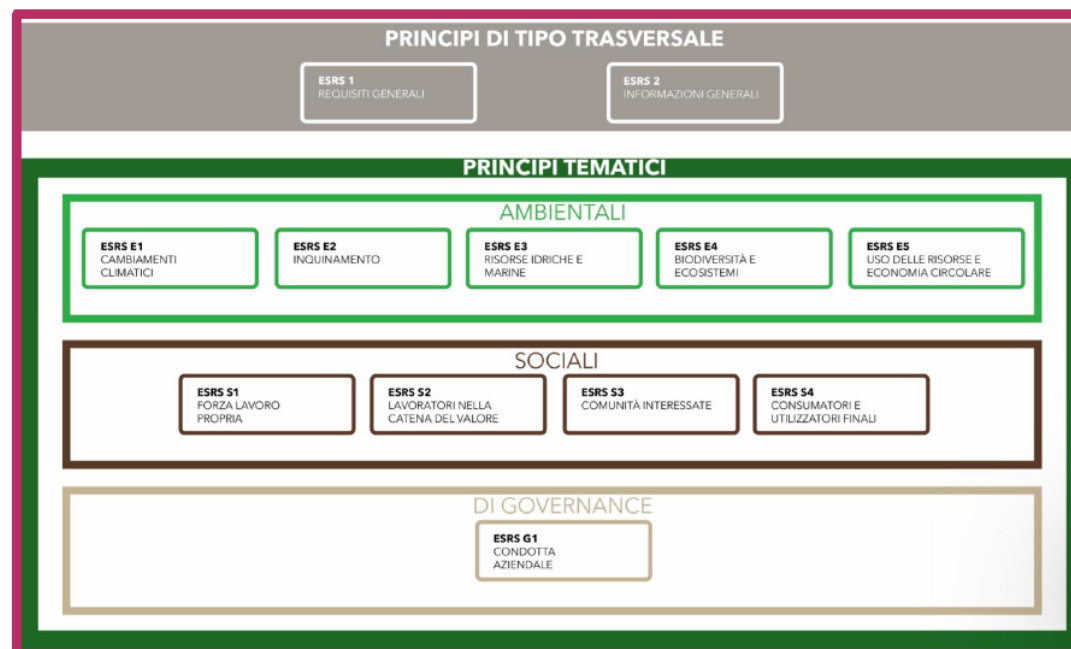 PRINCIPI DI TIPO TRASVERSALE
ESRS 1
REQUISITI GENERALI
ESRS 2
INFORMAZIONI GENERALI
PRINCIPI TEMATICI
AMBIENTALI
ESRS E1
CAMBIAMENTI
CLIMATICI
ESRS E2
INQUINAMENTO
ESRS E3
RISORSE IDRICHE E
MARINE
ESRS E4
BIODIVERSITÀ E
ECOSISTEMI
ESRS E5
USO DELLE RISORSE E
ECONOMIA CIRCOLARE
SOCIALI
ESRS S1
FORZA LAVORO
PROPRIA
ESRS S2
LAVORATORI NELLA
CATENA DEL VALORE
ESRS S3
COMUNITÀ INTERESSATE
ESRS S4
CONSUMATORI E
UTILIZZATORI FINALI
DI GOVERNANCE
ESRS G1
CONDOTTA
AZIENDALE